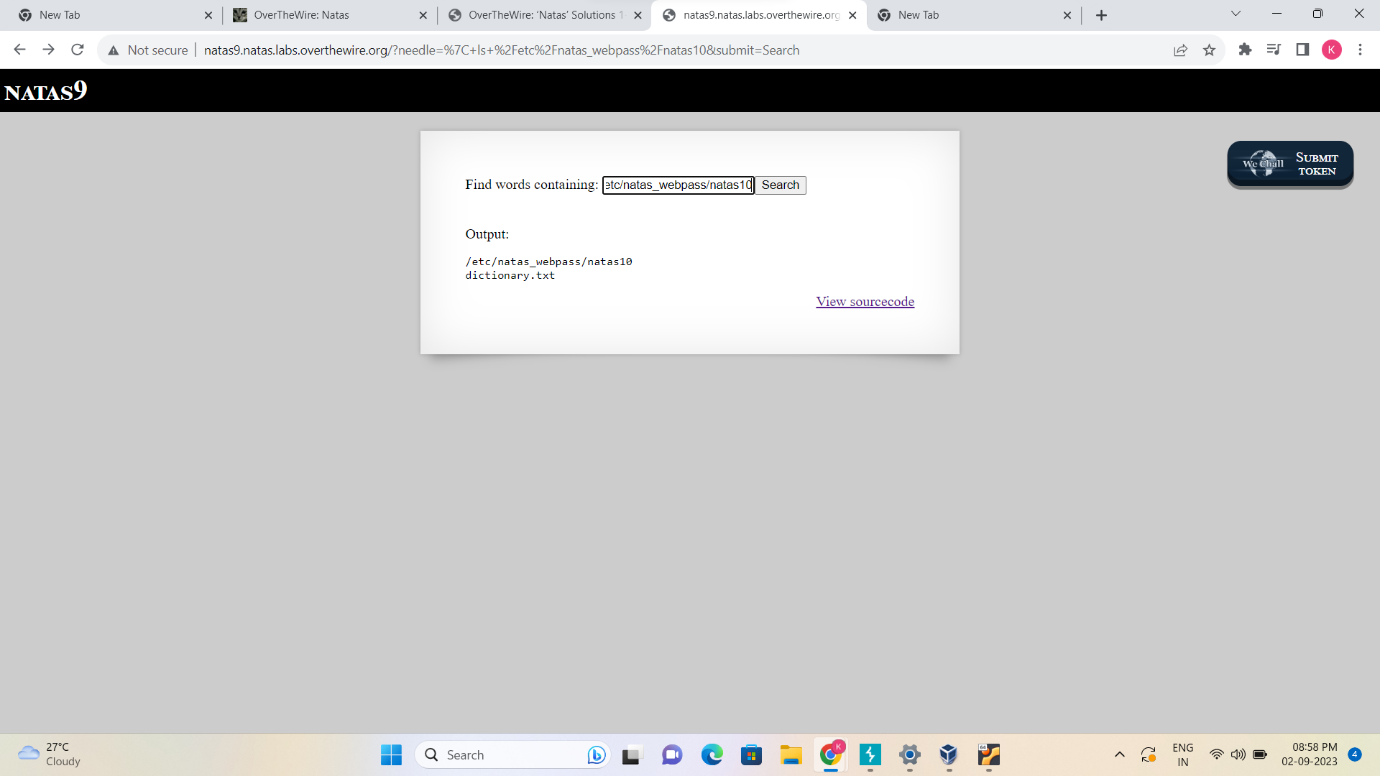 New Tab
OverTheWire: Natas
OverTheWire: 'Natas' Solutions 1
natas9.natas.labs.overthewire.org
New Tab
Not secure
natas9.natas.labs.overthewire.org/?needle=%7C+ls+%2Fetc%2Fnatas_webpass%2Fnatas10&submit=Search
K
NATAS9
We Chall
SUBMIT
TOKEN
Find words containing: etc/natas_webpass/natas10 Search
Output:
/etc/natas_webpass/natas10
dictionary.txt
View sourcecode
27°C
Cloudy
Search
K
ENG
IN
08:58 PM
02-09-2023
4